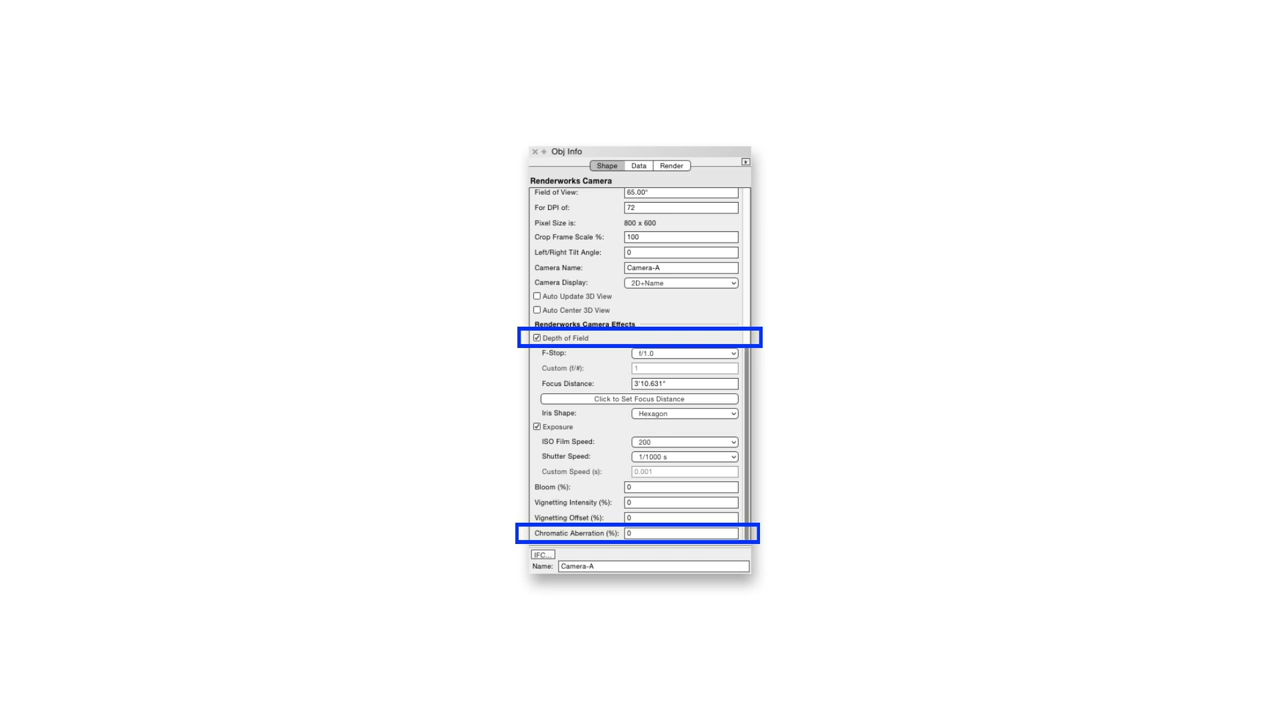 Obj Info
Shape Data Render
Renderworks Camera
Field of View: 65.00°
For DPI of: 72
Pixel Size is: 800 x 600
Crop Frame Scale %: 100
Left/Right Tilt Angle: 0
Camera Name: Camera-A
Camera Display: 2D+Name
Auto Update 3D View
Auto Center 3D View
Renderworks Camera Effects
Depth of Field
F-Stop: f/1.0
Custom (f/#): 1
Focus Distance: 3'10.631"
Click to Set Focus Distance
Iris Shape: Hexagon
Exposure
ISO Film Speed: 200
Shutter Speed: 1/1000 s
Custom Speed (s): 0.001
Bloom (%): 0
Vignetting Intensity (%): 0
Vignetting Offset (%): 0
Chromatic Aberration (%): 0
IFC...
Name: Camera-A